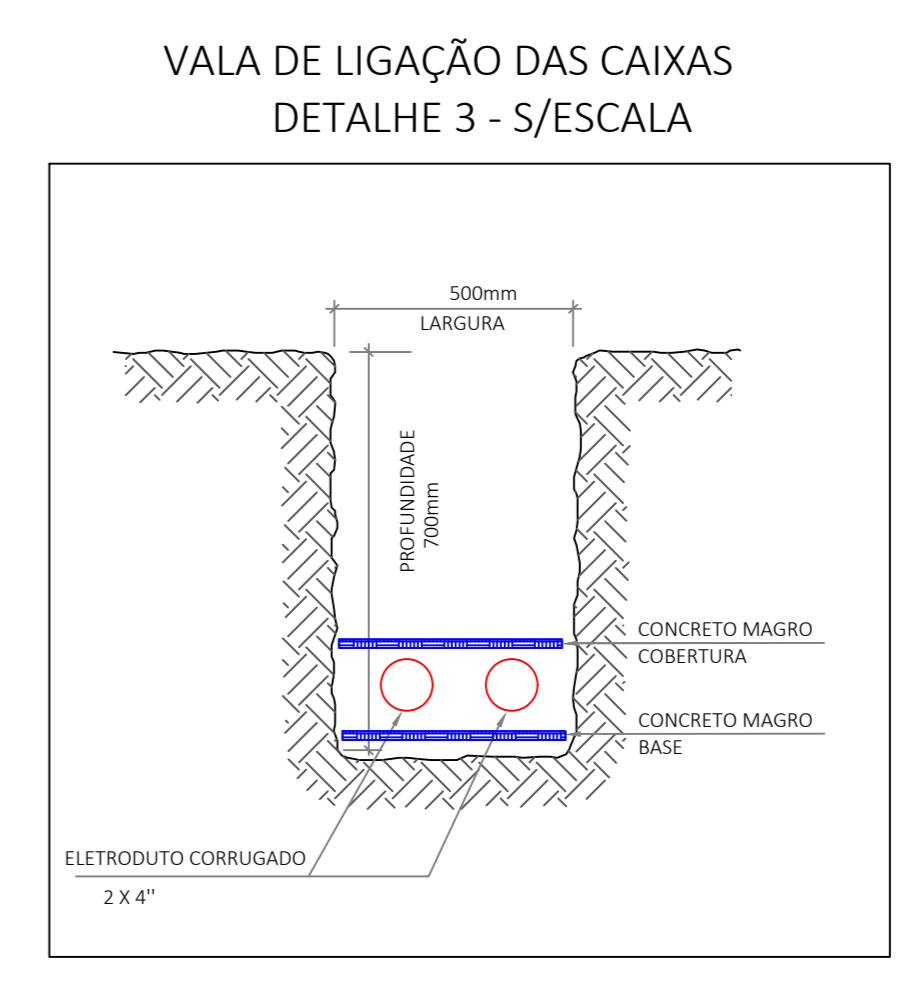 VALA DE LIGAÇÃO DAS CAIXAS
DETALHE 3 - S/ESCALA
500mm
LARGURA
PROFUNDIDADE
700mm
CONCRETO MAGRO
COBERTURA
CONCRETO MAGRO
BASE
ELETRODUTO CORRUGADO
2 X 4''